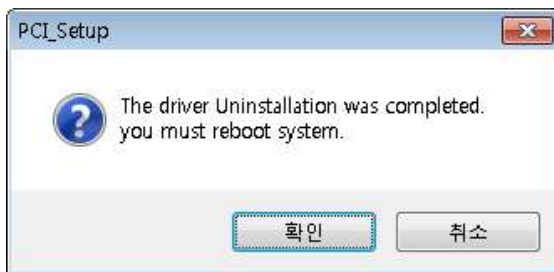 PCI_Setup
The driver Uninstallation was completed.
you must reboot system.
확인
취소